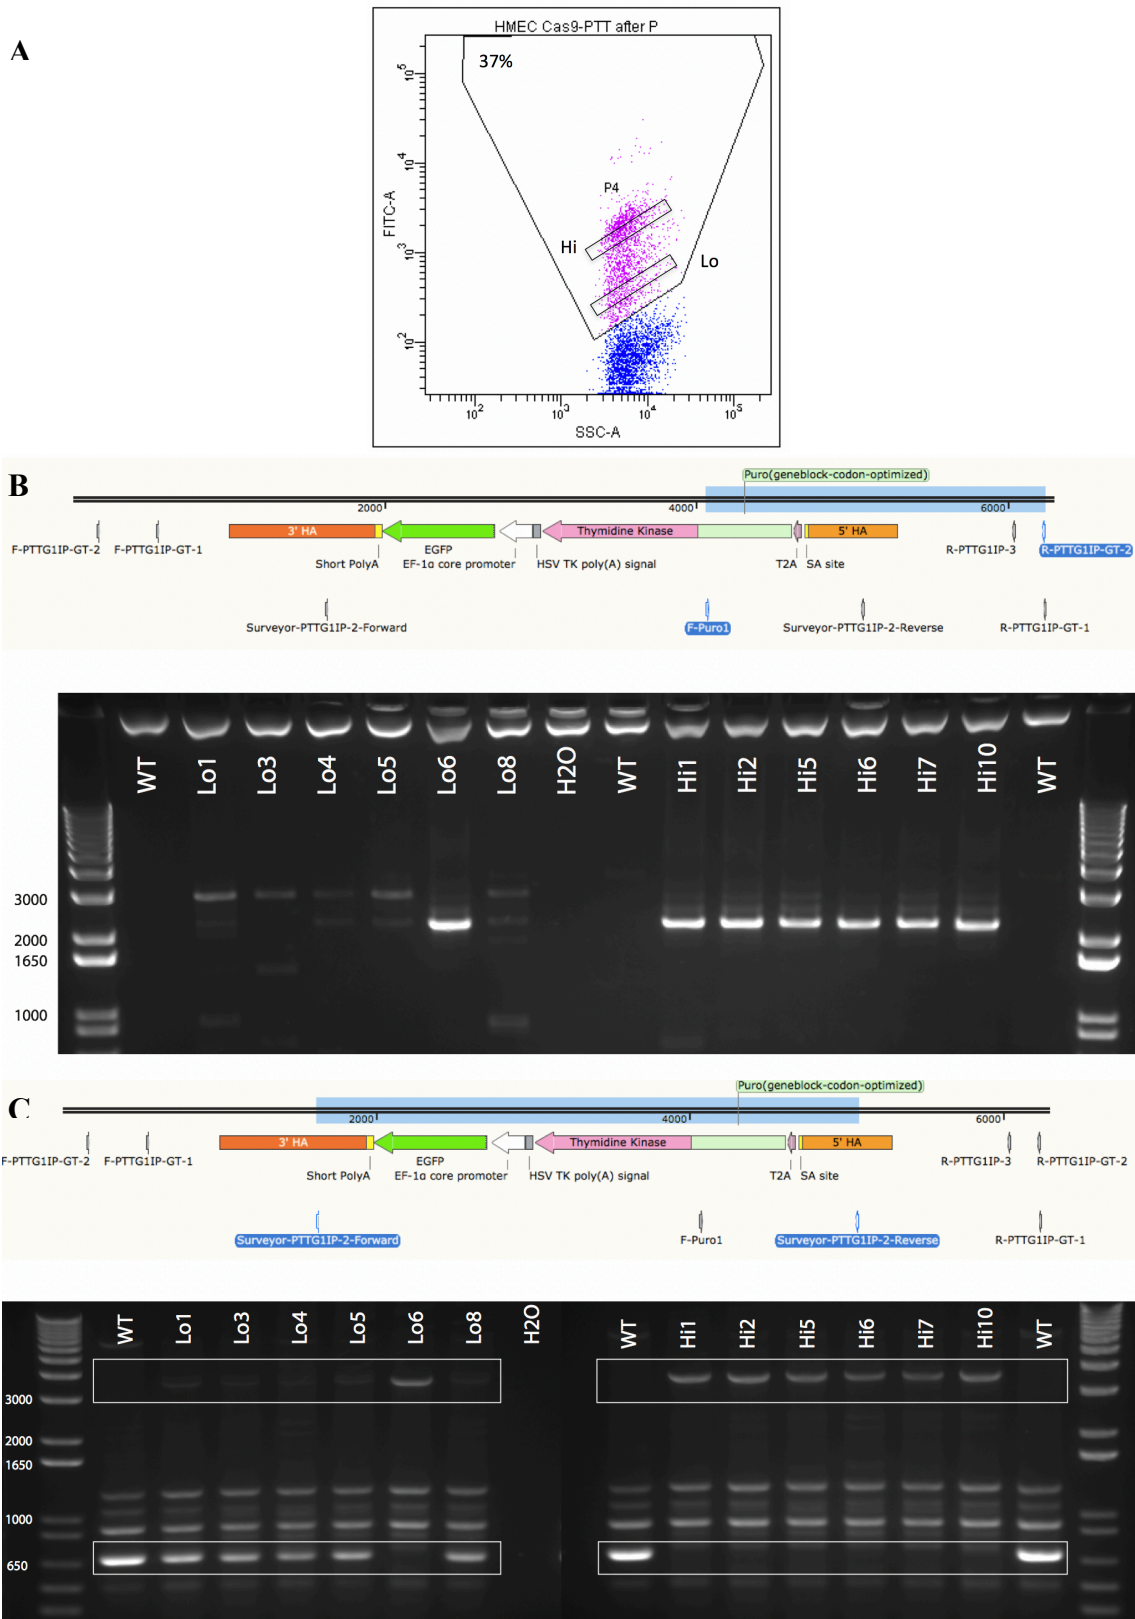 A
HMEC Cas9-PTT after P
37%
10^5
10^4
10^3
10^2
FITC-A
P4
Hi
Lo
10^2 10^3 10^4 10^5
SSC-A
B
Puro(geneblock-codon-optimized)
2000 4000 6000
3' HA Thymidine Kinase 5' HA
F-PTTG1IP-GT-2 F-PTTG1IP-GT-1 EGFP R-PTTG1IP-3 R-PTTG1IP-GT-2
Short PolyA EF-1α core promoter HSV TK poly(A) signal T2A SA site
Surveyor-PTTG1IP-2-Forward F-Puro1 Surveyor-PTTG1IP-2-Reverse R-PTTG1IP-GT-1
WT Lo1 Lo3 Lo4 Lo5 Lo6 Lo8 H2O WT Hi1 Hi2 Hi5 Hi6 Hi7 Hi10 WT
3000
2000
1650
1000
C
Puro(geneblock-codon-optimized)
2000 4000 6000
3' HA Thymidine Kinase 5' HA
F-PTTG1IP-GT-2 F-PTTG1IP-GT-1 EGFP R-PTTG1IP-3 R-PTTG1IP-GT-2
Short PolyA EF-1α core promoter HSV TK poly(A) signal T2A SA site
Surveyor-PTTG1IP-2-Forward F-Puro1 Surveyor-PTTG1IP-2-Reverse R-PTTG1IP-GT-1
WT Lo1 Lo3 Lo4 Lo5 Lo6 Lo8 H2O WT Hi1 Hi2 Hi5 Hi6 Hi7 Hi10 WT
3000
2000
1650
1000
650